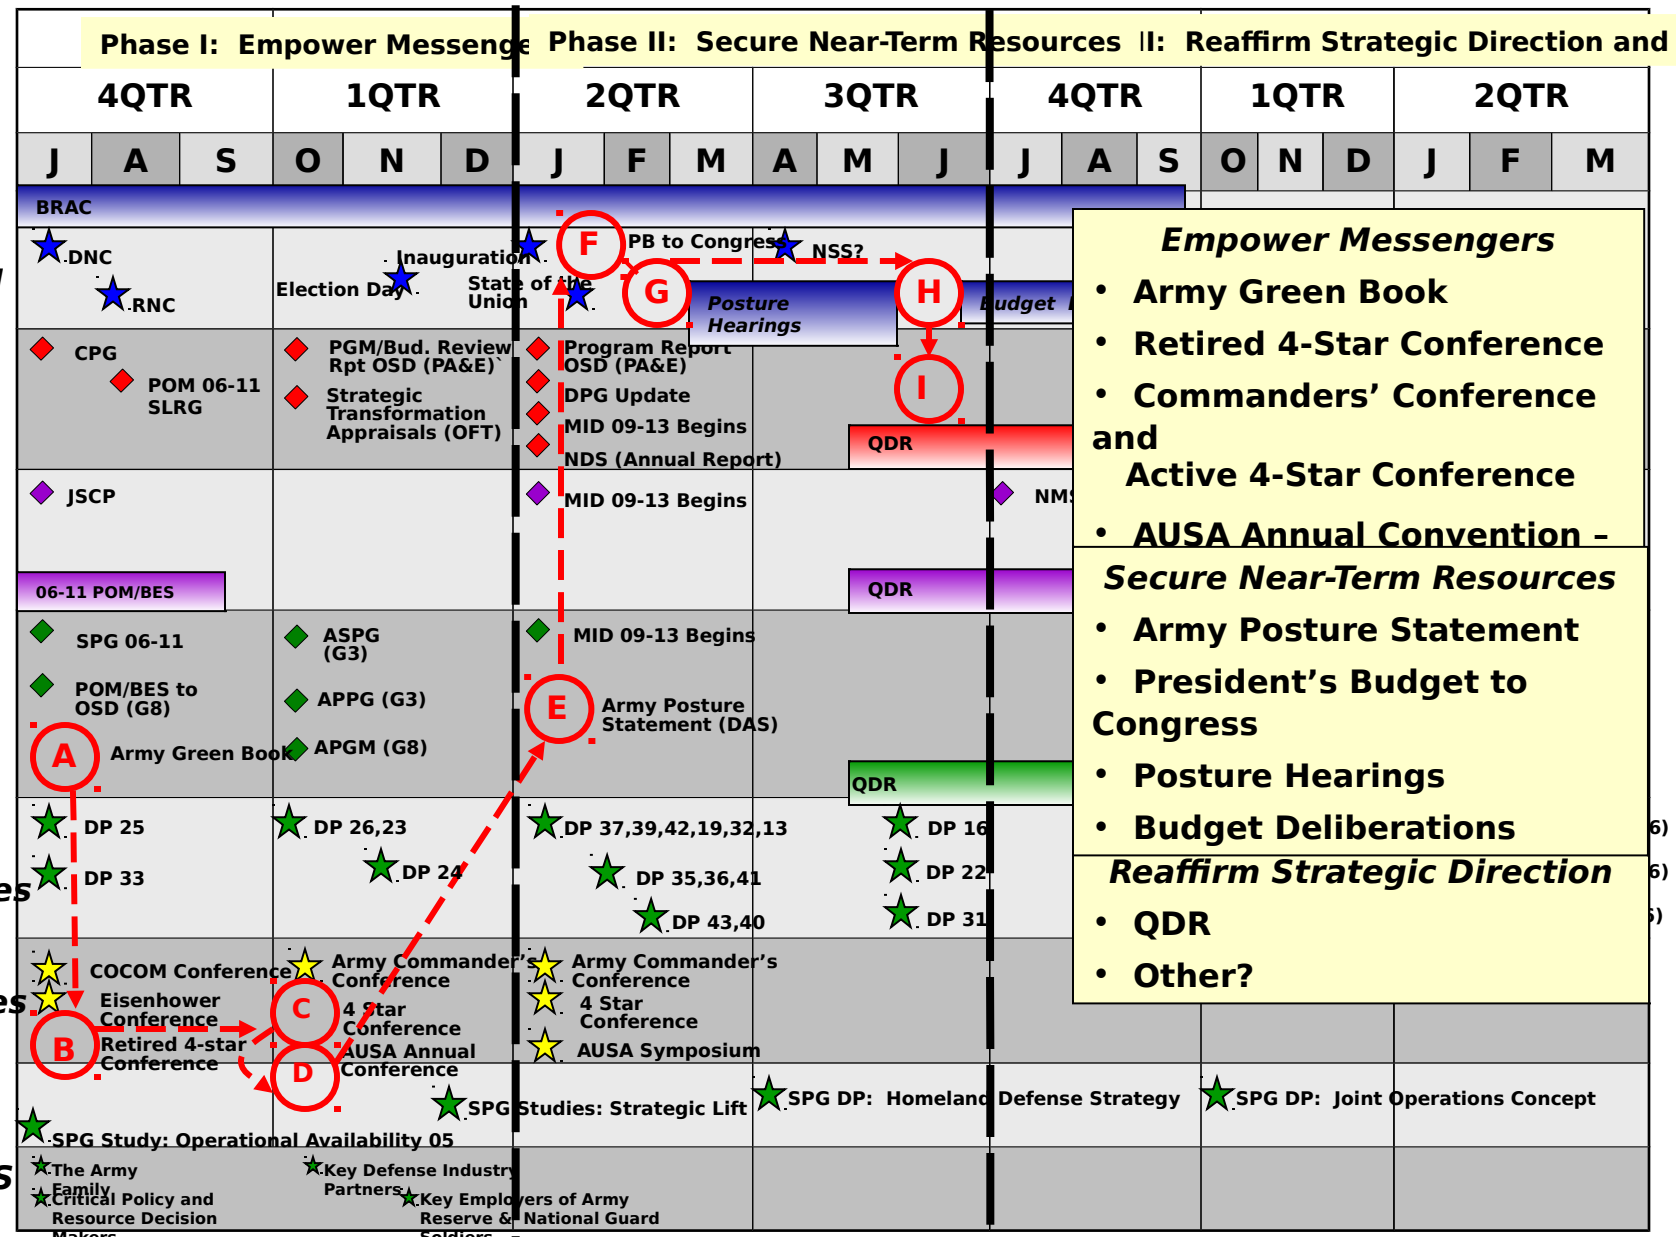 Phase I:  Empower Messenge
Phase II:  Secure Near-Term Resources
II:  Reaffirm Strategic Direction and
4QTR 1QTR 2QTR 3QTR 4QTR 1QTR 2QTR
J A S O N D J F M A M J J A S O N D J F M
BRAC
DNC
RNC
Election Day
Inauguration
State of the
Union
F
PB to Congress
G
NSS?
Posture
Hearings
H
Budget
I
CPG
POM 06-11
SLRG
PGM/Bud. Review
Rpt OSD (PA&E)`
Strategic
Transformation
Appraisals (OFT)
Program Report
OSD (PA&E)
DPG Update
MID 09-13 Begins
NDS (Annual Report)
QDR
JSCP
MID 09-13 Begins
NMS
06-11 POM/BES
QDR
SPG 06-11
POM/BES to
OSD (G8)
A
Army Green Book
ASPG
(G3)
APPG (G3)
APGM (G8)
MID 09-13 Begins
E
Army Posture
Statement (DAS)
QDR
es
DP 25
DP 33
DP 26,23
DP 24
DP 37,39,42,19,32,13
DP 35,36,41
DP 43,40
DP 16
DP 22
DP 31
6)
6)
es
COCOM Conference
Eisenhower
Conference
B
Retired 4-star
Conference
Army Commander’s
Conference
C
4 Star
Conference
D
AUSA Annual
Conference
Army Commander’s
Conference
4 Star
Conference
AUSA Symposium
SPG Study: Operational Availability 05
SPG Studies: Strategic Lift
SPG DP:  Homeland Defense Strategy
SPG DP:  Joint Operations Concept
s
The Army
Family
Critical Policy and
Resource Decision
Makers
Key Defense Industry
Partners
Key Employers of Army
Reserve & National Guard
Soldiers
Empower Messengers
• Army Green Book
• Retired 4-Star Conference
• Commanders’ Conference
and
Active 4-Star Conference
• AUSA Annual Convention –
Secure Near-Term Resources
• Army Posture Statement
• President’s Budget to
Congress
• Posture Hearings
• Budget Deliberations
Reaffirm Strategic Direction
• QDR
• Other?